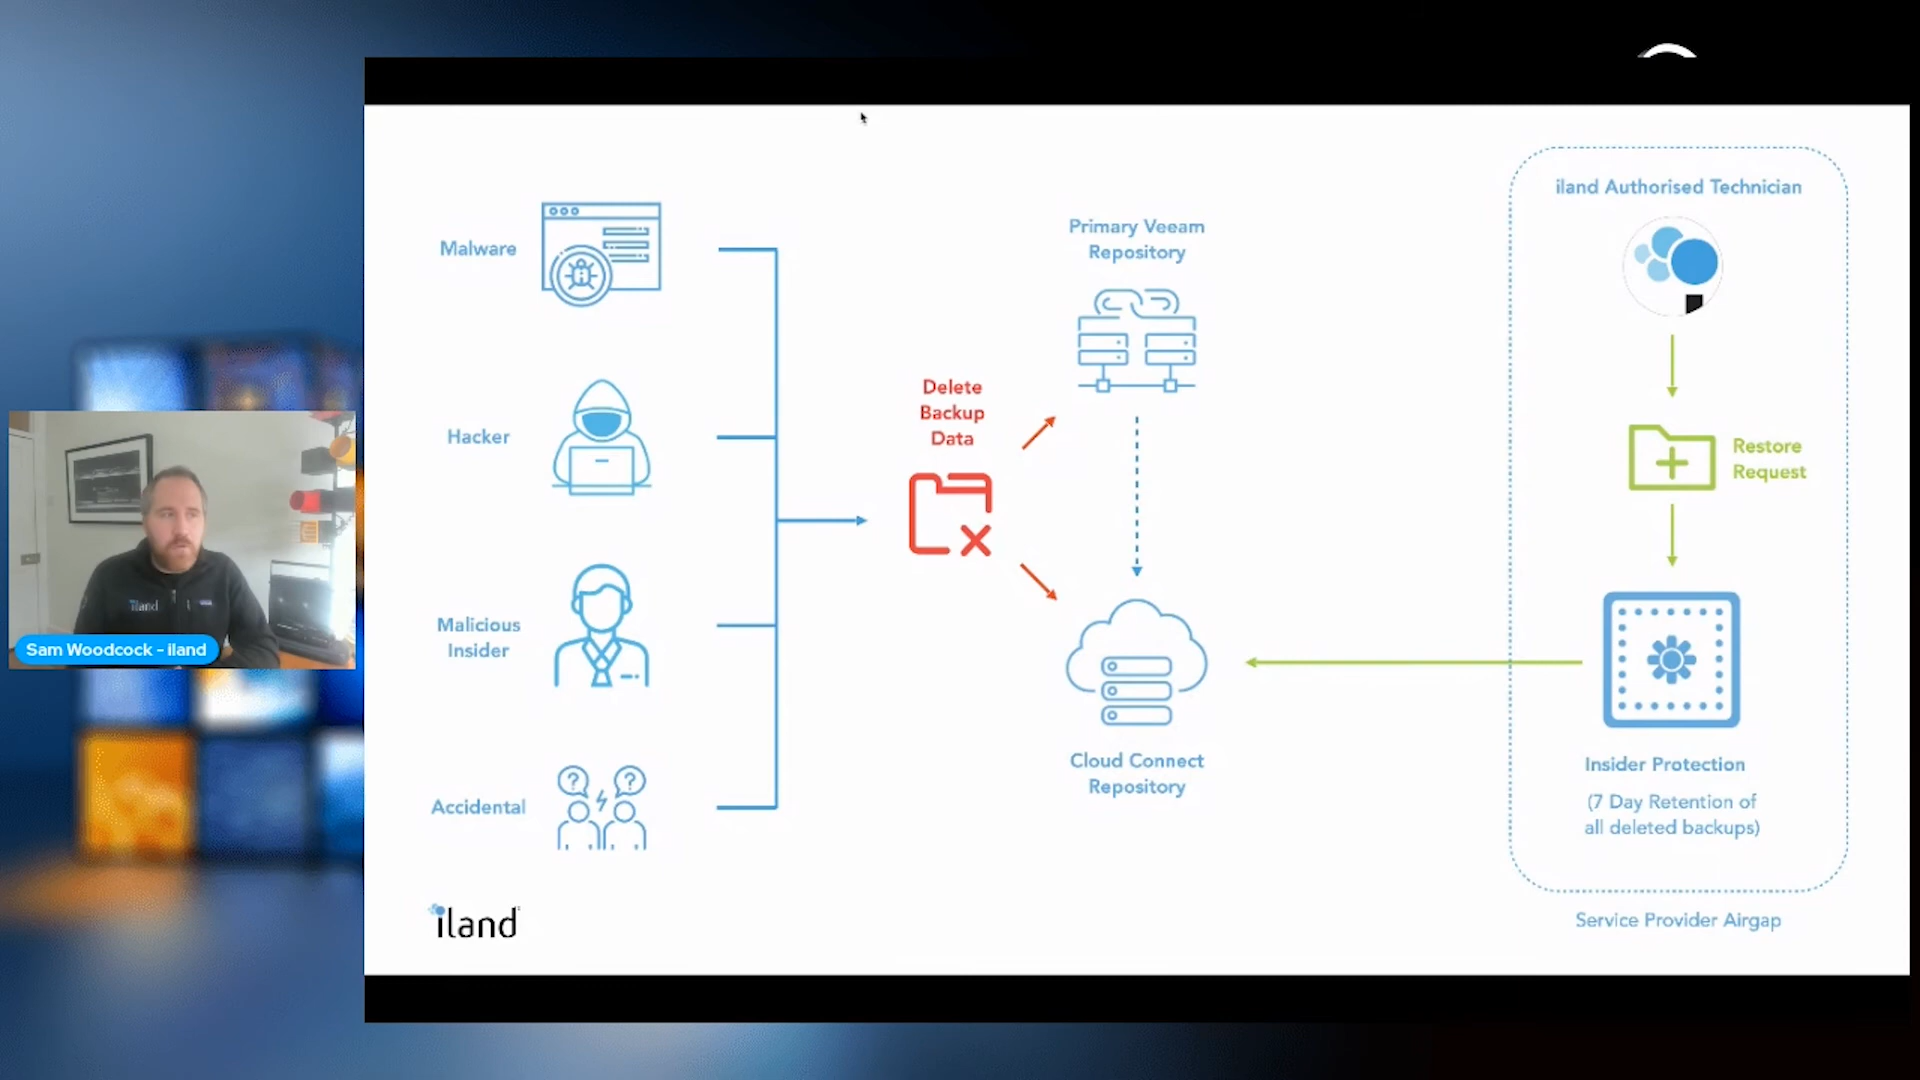 Malware
Hacker
Malicious
Insider
Accidental
Delete
Backup
Data
Primary Veeam
Repository
Cloud Connect
Repository
iland Authorised Technician
Restore
Request
Insider Protection
(7 Day Retention of
all deleted backups)
Service Provider Airgap
iland
iland
Sam Woodcock - iland